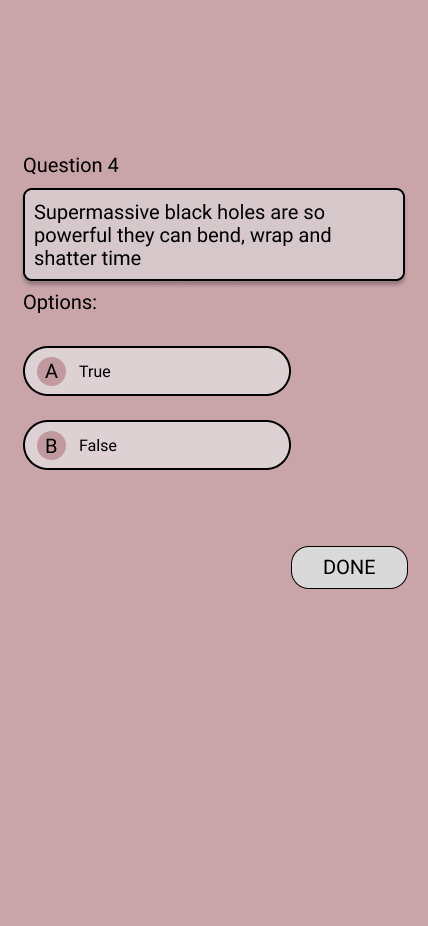 Question 4
Supermassive black holes are so
powerful they can bend, wrap and
shatter time
Options:
A True
B False
DONE